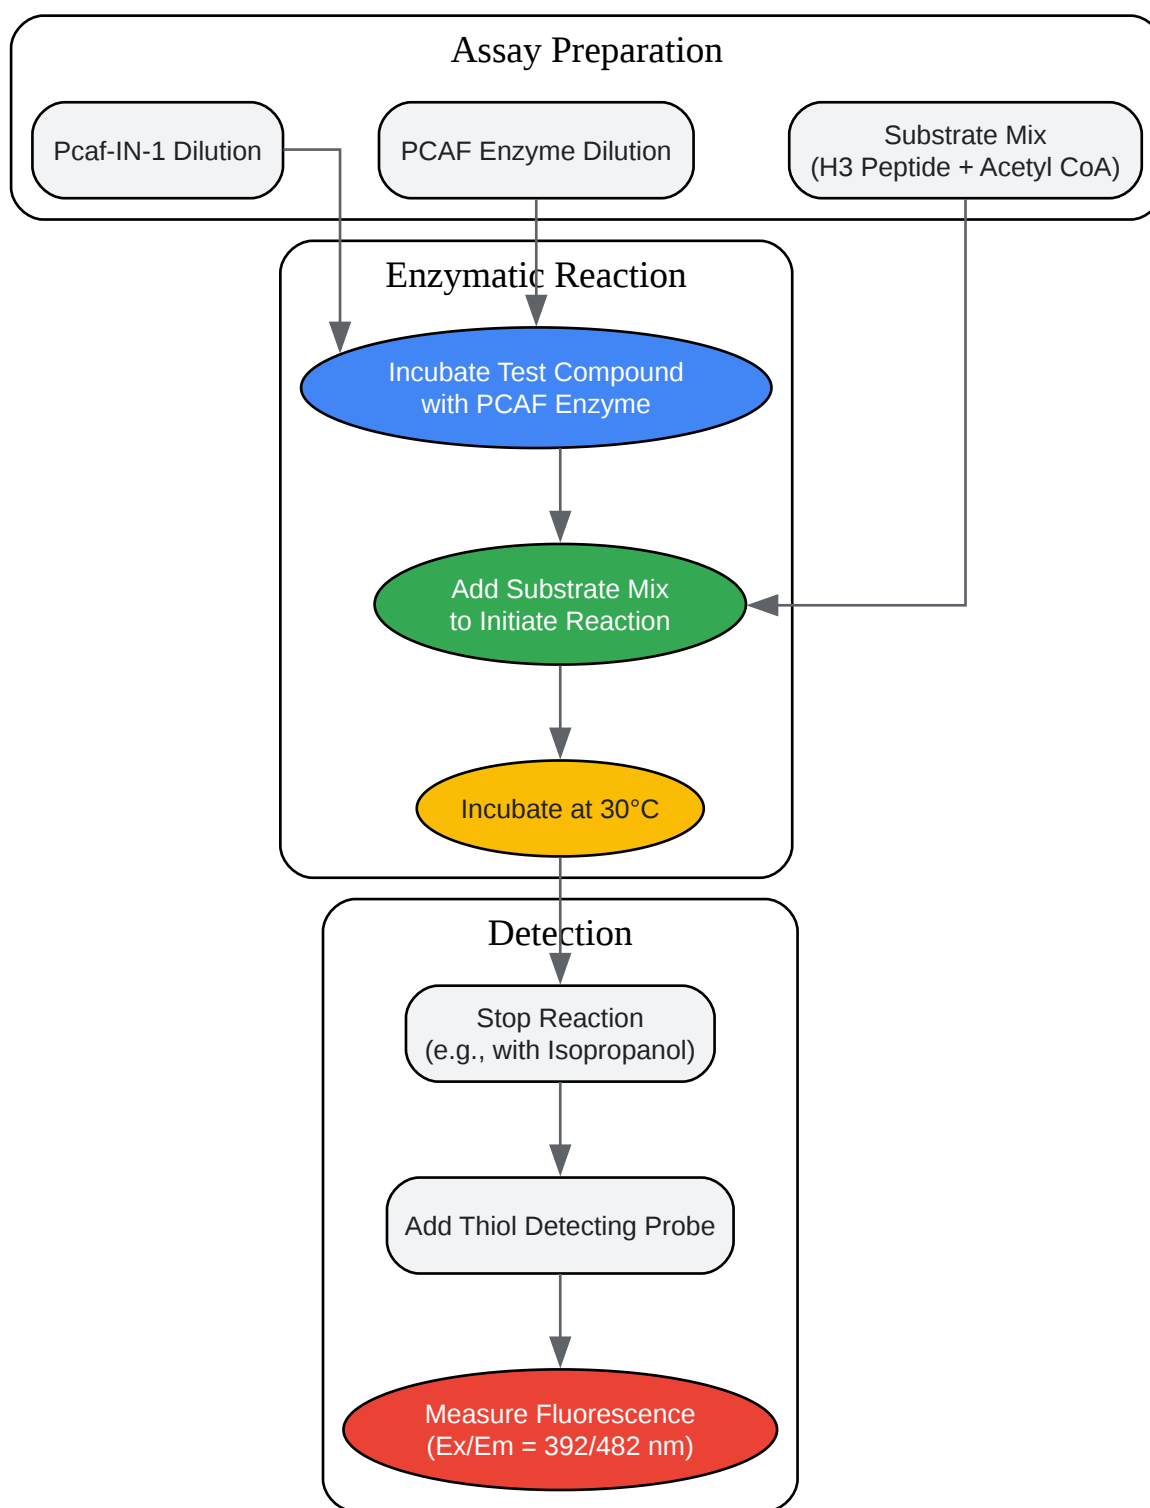 Assay Preparation
Pcaf-IN-1 Dilution
PCAF Enzyme Dilution
Substrate Mix
(H3 Peptide + Acetyl CoA)
Enzymatic Reaction
Incubate Test Compound
with PCAF Enzyme
Add Substrate Mix
to Initiate Reaction
Incubate at 30°C
Detection
Stop Reaction
(e.g., with Isopropanol)
Add Thiol Detecting Probe
Measure Fluorescence
(Ex/Em = 392/482 nm)